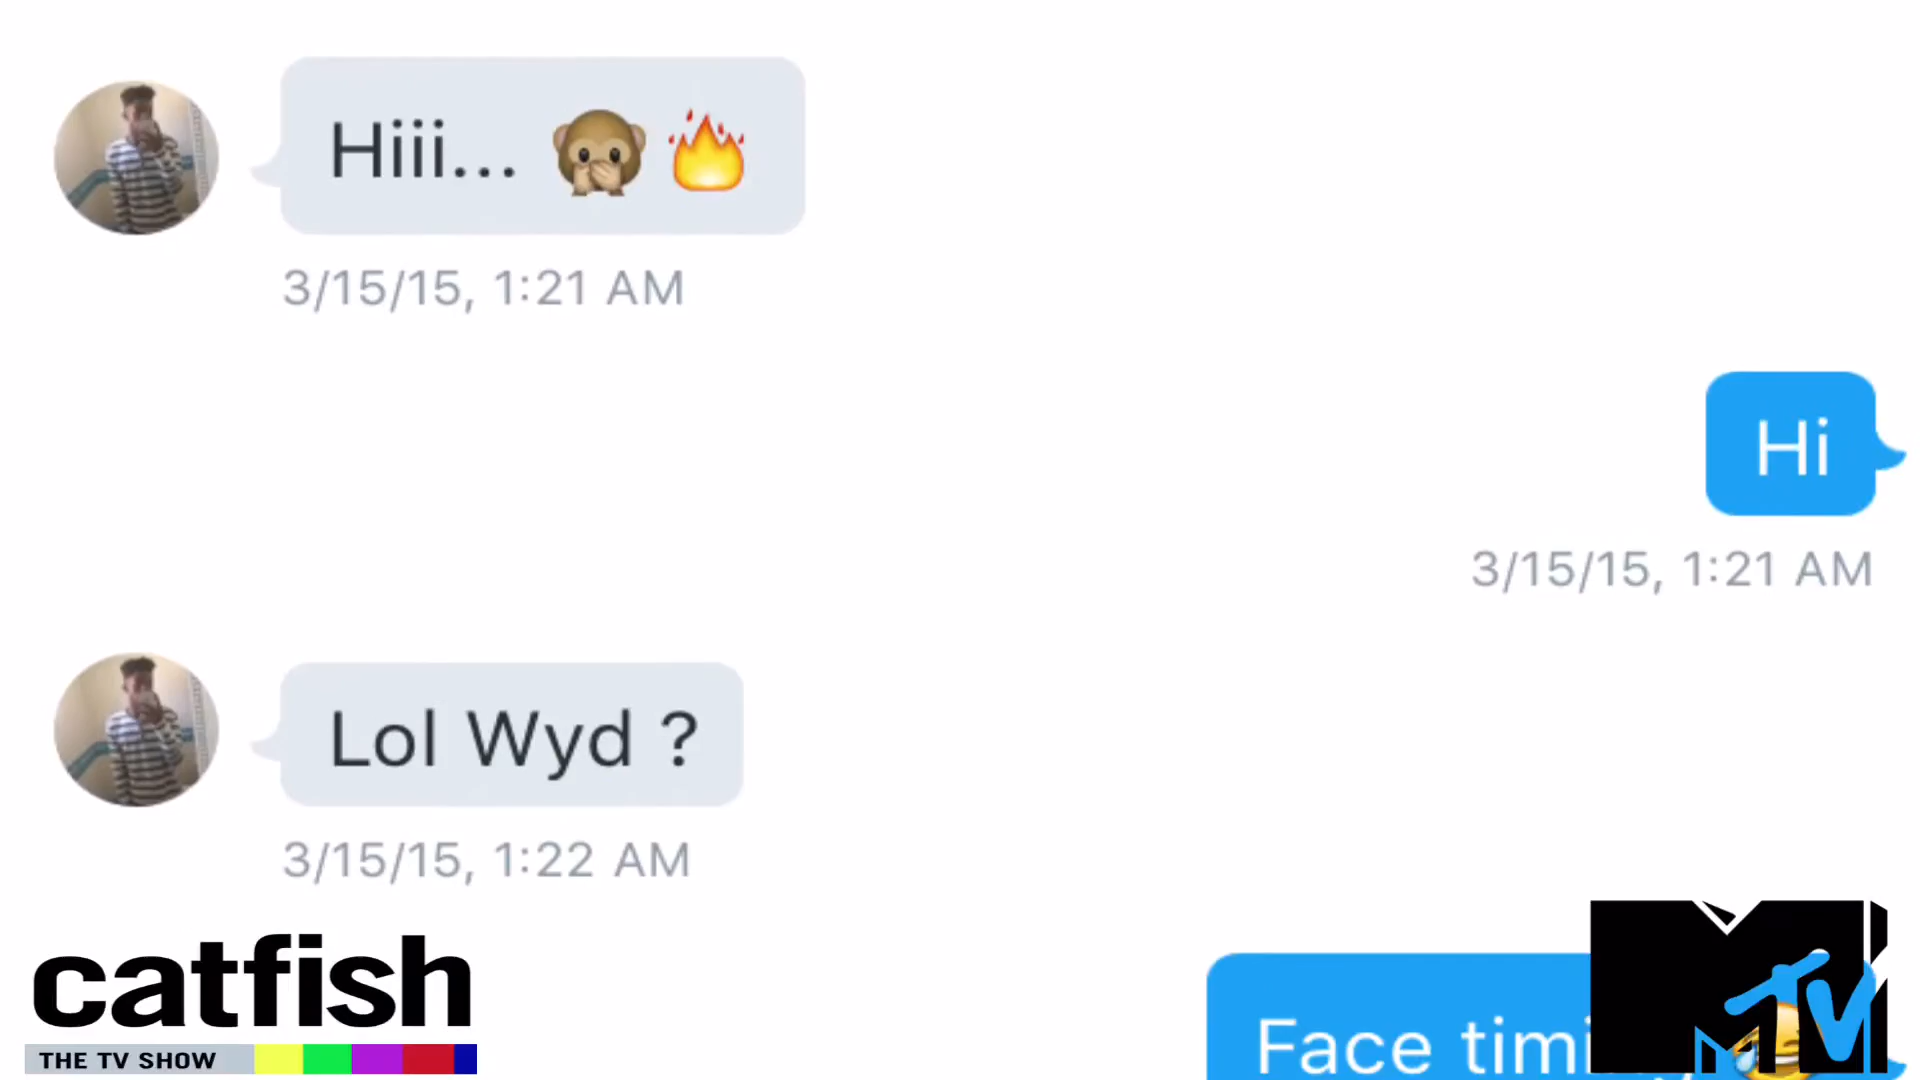 Hiii... 🙊🔥
3/15/15, 1:21 AM
Hi
3/15/15, 1:21 AM
Lol Wyd ?
3/15/15, 1:22 AM
Face
catfish
THE TV SHOW
MTV